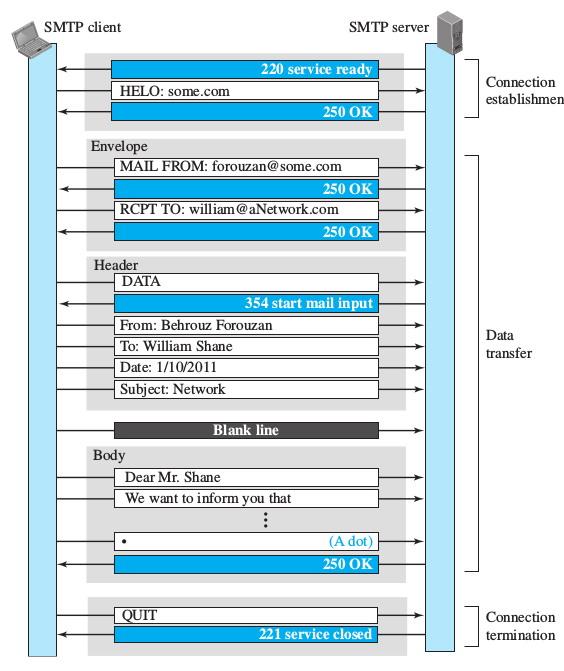 SMTP client
SMTP server
220 service ready
HELO: some.com
250 OK
Connection
establishmen
Envelope
MAIL FROM: forouzan@some.com
250 OK
RCPT TO: william@aNetwork.com
250 OK
Header
DATA
354 start mail input
From: Behrouz Forouzan
To: William Shane
Date: 1/10/2011
Subject: Network
Data
transfer
Blank line
Body
Dear Mr. Shane
We want to inform you that
⋮
• (A dot)
250 OK
QUIT
221 service closed
Connection
termination